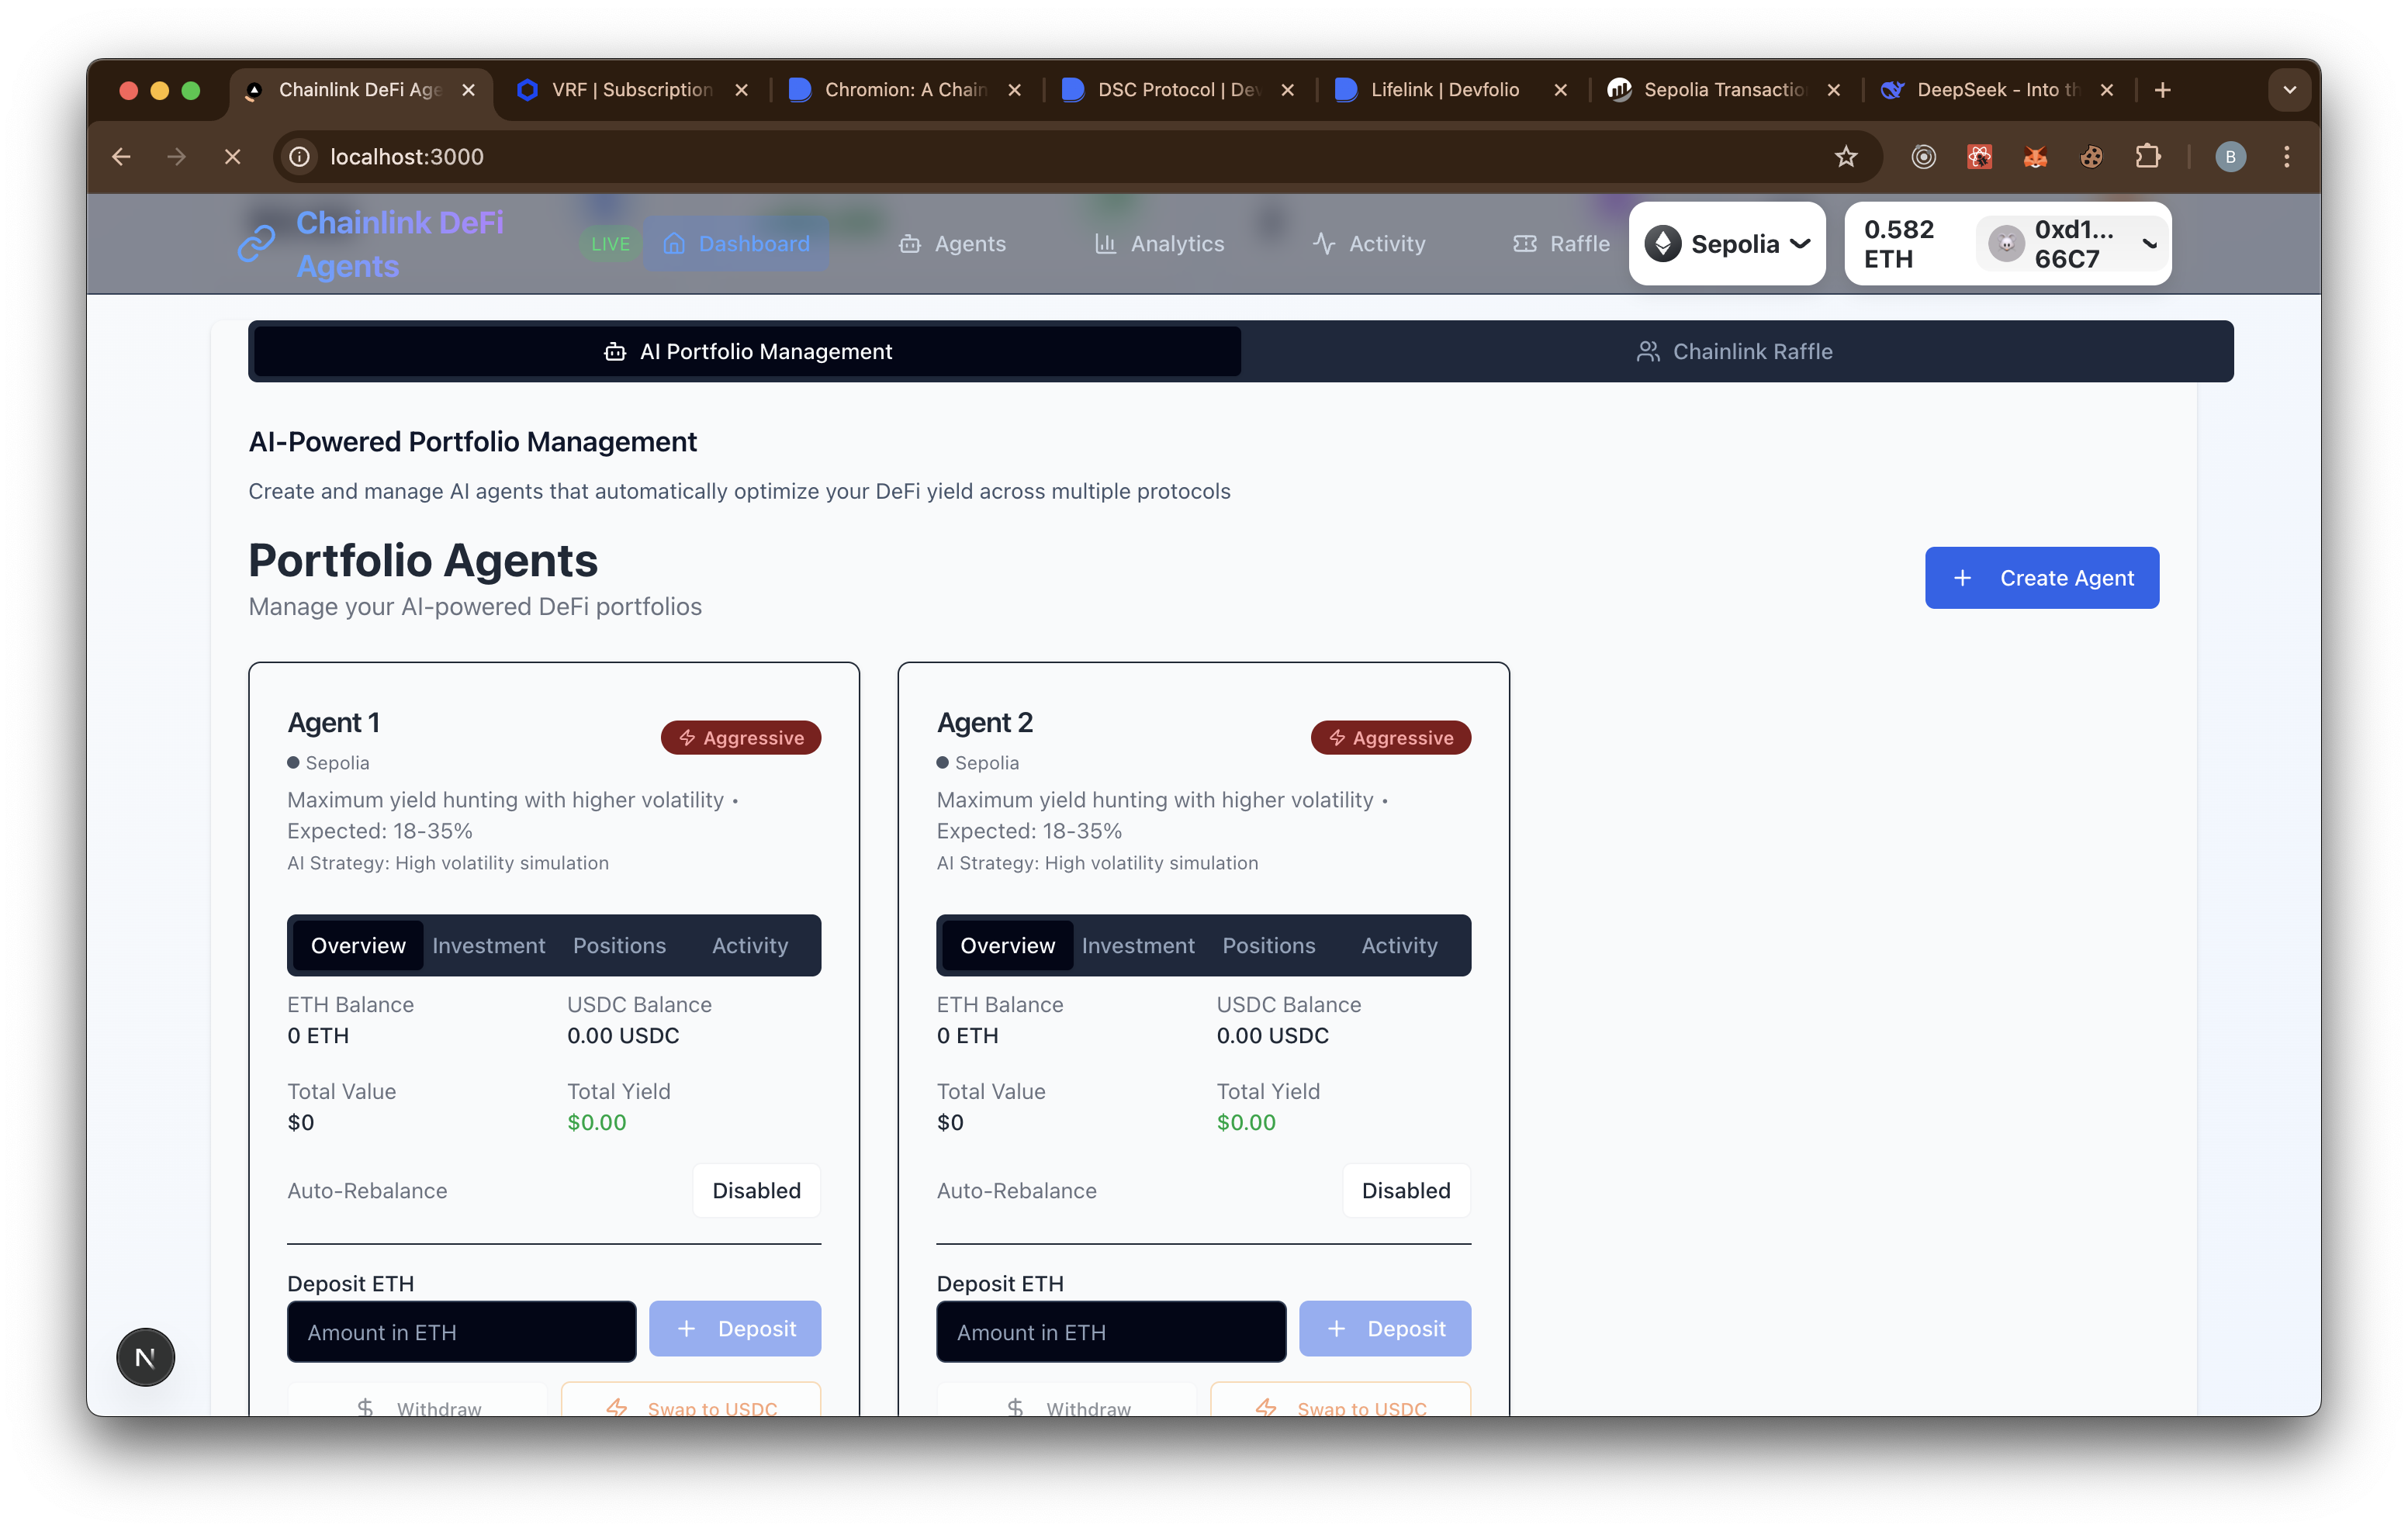 Chainlink DeFi Age
VRF | Subscription
Chromion: A Chain
DSC Protocol | Dev
Lifelink | Devfolio
Sepolia Transactio
DeepSeek - Into th
localhost:3000
B
Chainlink DeFi
Agents
LIVE
Dashboard
Agents
Analytics
Activity
Raffle
Sepolia
0.582
ETH
0xd1...
66C7
AI Portfolio Management
Chainlink Raffle
AI-Powered Portfolio Management
Create and manage AI agents that automatically optimize your DeFi yield across multiple protocols
Portfolio Agents
Manage your AI-powered DeFi portfolios
Create Agent
Agent 1
Aggressive
Sepolia
Maximum yield hunting with higher volatility •
Expected: 18-35%
AI Strategy: High volatility simulation
Overview Investment Positions Activity
ETH Balance USDC Balance
0 ETH 0.00 USDC
Total Value Total Yield
$0 $0.00
Auto-Rebalance Disabled
Deposit ETH
Amount in ETH
+ Deposit
$ Withdraw
Swap to USDC
Agent 2
Aggressive
Sepolia
Maximum yield hunting with higher volatility •
Expected: 18-35%
AI Strategy: High volatility simulation
Overview Investment Positions Activity
ETH Balance USDC Balance
0 ETH 0.00 USDC
Total Value Total Yield
$0 $0.00
Auto-Rebalance Disabled
Deposit ETH
Amount in ETH
+ Deposit
$ Withdraw
Swap to USDC
N